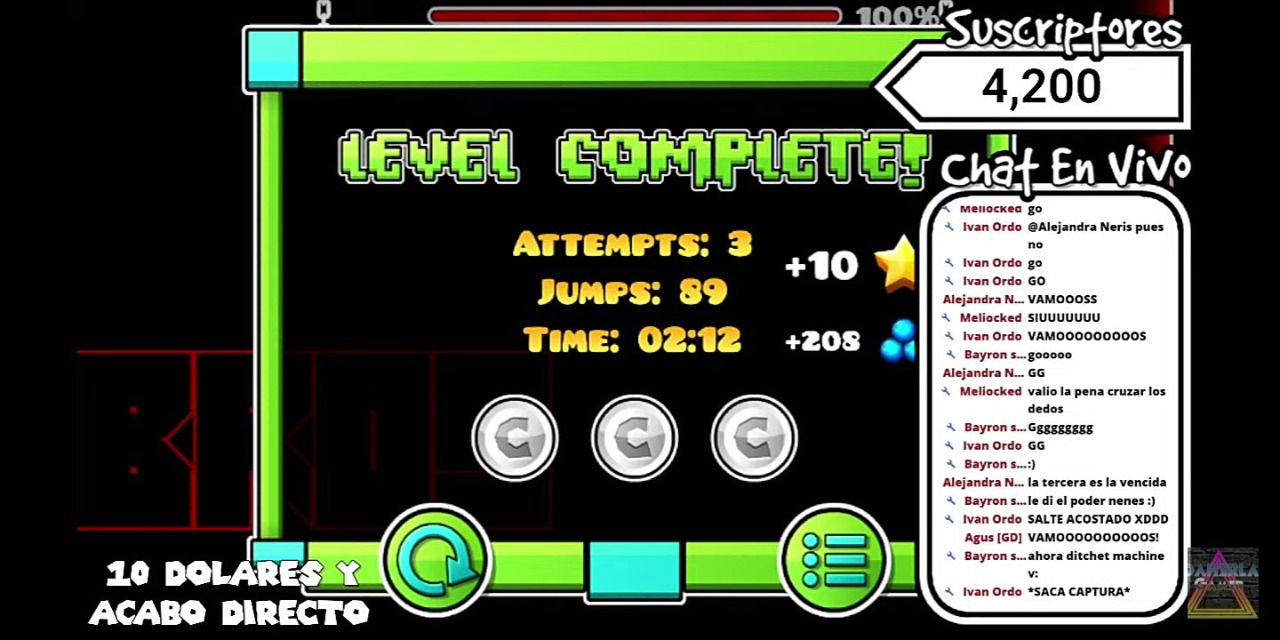 100%
Suscriptores
4,200
LEVEL COMPLETE!
ATTEMPTS: 3
+10
JUMPS: 89
TIME: 02:12
+208
Chat En Vivo
Meliocked go
Ivan Ordo @Alejandra Neris pues
no
Ivan Ordo go
Ivan Ordo GO
Alejandra N... VAMOOOSS
Meliocked SIUUUUUUU
Ivan Ordo VAMOOOOOOOOOS
Bayron s... gooooo
Alejandra N... GG
Meliocked valio la pena cruzar los
dedos
Bayron s... Ggggggggg
Ivan Ordo GG
Bayron s... :)
Alejandra N... la tercera es la vencida
Bayron s... le di el poder nenes :)
Ivan Ordo SALTE ACOSTADO XDDD
Agus [GD] VAMOOOOOOOOOS!
Bayron s... ahora ditchet machine
v:
Ivan Ordo *SACA CAPTURA*
10 DOLARES Y
ACABO DIRECTO